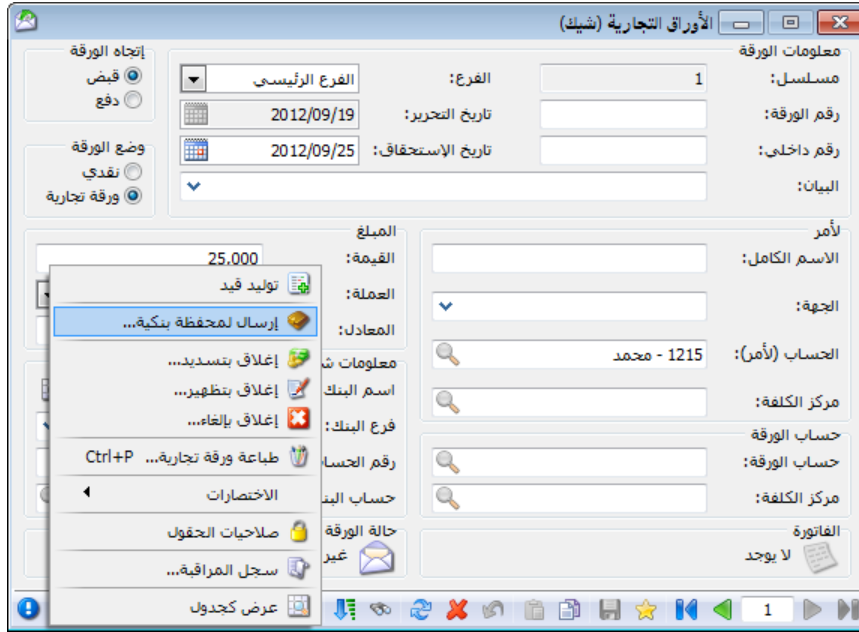 الأوراق التجارية (شيك)
معلومات الورقة
مسلسل: 1
الفرع: الفرع الرئيسي
رقم الورقة:
تاريخ التحرير: 2012/09/19
رقم داخلي:
تاريخ الإستحقاق: 2012/09/25
البيان:
إتجاه الورقة
قبض
دفع
وضع الورقة
نقدي
ورقة تجارية
لأمر
الاسم الكامل:
الجهة:
الحساب (لأمر): 1215 - محمد
مركز الكلفة:
حساب الورقة
حساب الورقة:
مركز الكلفة:
الفاتورة
لا يوجد
المبلغ
القيمة: 25,000
العملة:
المعادل:
معلومات
اسم البنك
فرع البنك:
رقم
حساب
حالة الورقة
غير
توليد قيد
إرسال لمحفظة بنكية...
إغلاق بتسديد...
إغلاق بتظهير...
إغلاق بإلغاء...
طباعة ورقة تجارية... Ctrl+P
الاختصارات
صلاحيات الحقول
سجل المراقبة...
عرض كجدول
1